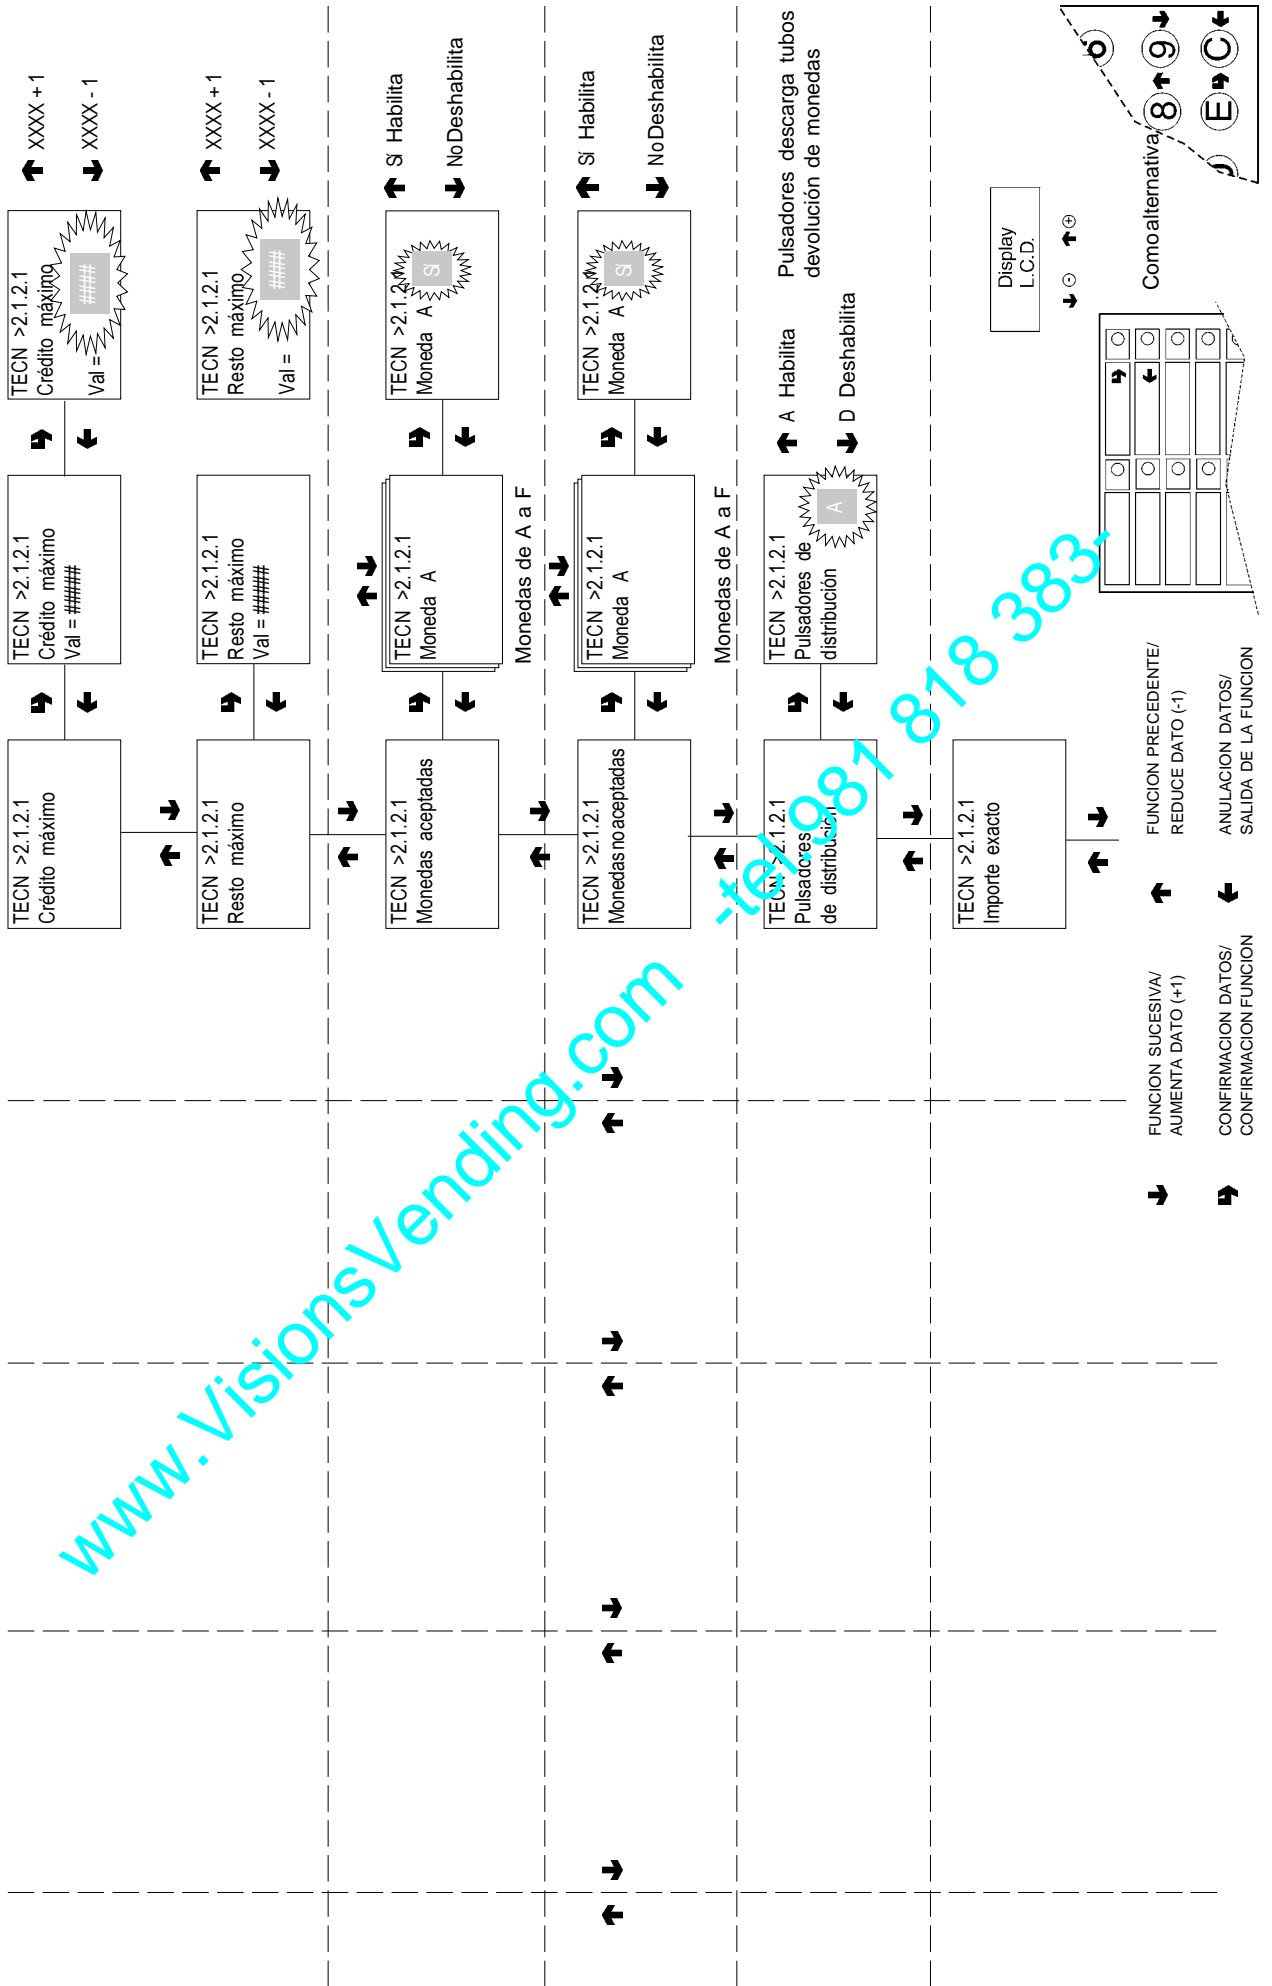 TECN >2.1.2.1
Crédito máximo
TECN >2.1.2.1
Crédito máximo
Val = ######
TECN >2.1.2.1
Crédito máximo
Val =
####
XXXX + 1
XXXX - 1
TECN >2.1.2.1
Resto máximo
TECN >2.1.2.1
Resto máximo
Val = ######
TECN >2.1.2.1
Resto máximo
Val =
####
XXXX + 1
XXXX - 1
TECN >2.1.2.1
Monedas aceptadas
TECN >2.1.2.1
Moneda A
Monedas de A a F
TECN >2.1.2.1
Moneda A
Sí
Sí Habilita
No Deshabilita
TECN >2.1.2.1
Monedas no aceptadas
TECN >2.1.2.1
Moneda A
Monedas de A a F
TECN >2.1.2.1
Moneda A
Sí
Sí Habilita
No Deshabilita
TECN >2.1.2.1
Pulsadores
de distribución
TECN >2.1.2.1
Pulsadores de
distribución
A
A Habilita
D Deshabilita
Pulsadores descarga tubos
devolución de monedas
TECN >2.1.2.1
Importe exacto
Display
L.C.D.
Como alternativa
8
9
E
C
FUNCION SUCESIVA/
AUMENTA DATO (+1)
FUNCION PRECEDENTE/
REDUCE DATO (-1)
CONFIRMACION DATOS/
CONFIRMACION FUNCION
ANULACION DATOS/
SALIDA DE LA FUNCION
www.VisionsVending.com -tel.981 818 383-